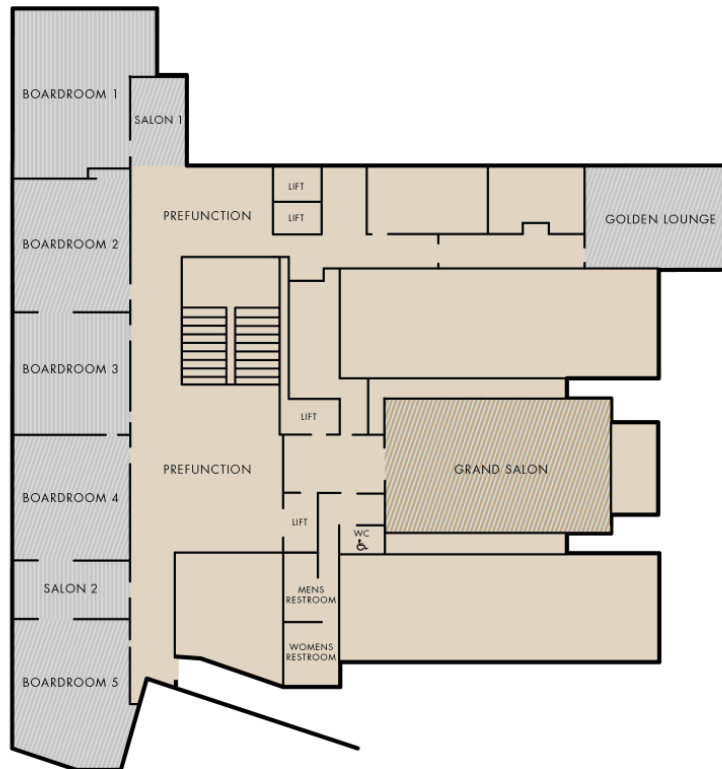 BOARDROOM 1
SALON 1
LIFT
LIFT
PREFUNCTION
GOLDEN LOUNGE
BOARDROOM 2
BOARDROOM 3
LIFT
PREFUNCTION
GRAND SALON
BOARDROOM 4
LIFT
WC
SALON 2
MENS
RESTROOM
WOMENS
RESTROOM
BOARDROOM 5